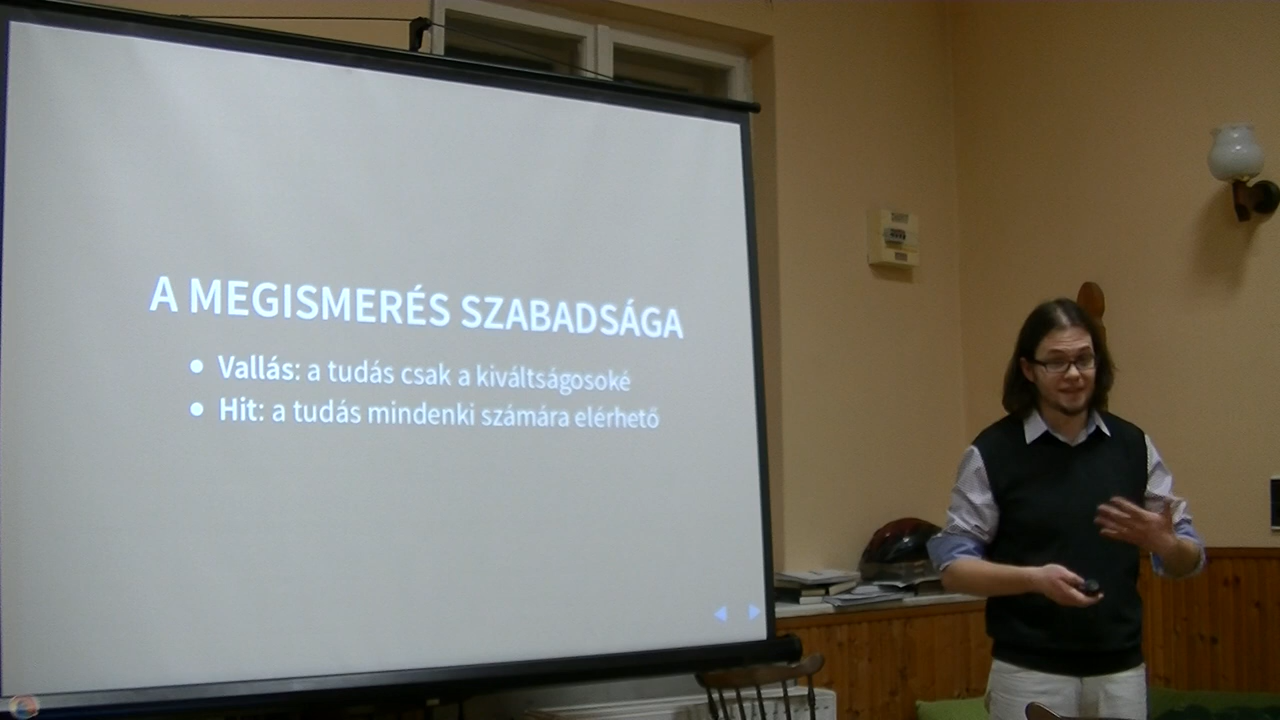 A MEGISMERÉS SZABADSÁGA
Vallás: a tudás csak a kiváltságosoké
Hit: a tudás mindenki számára elérhető